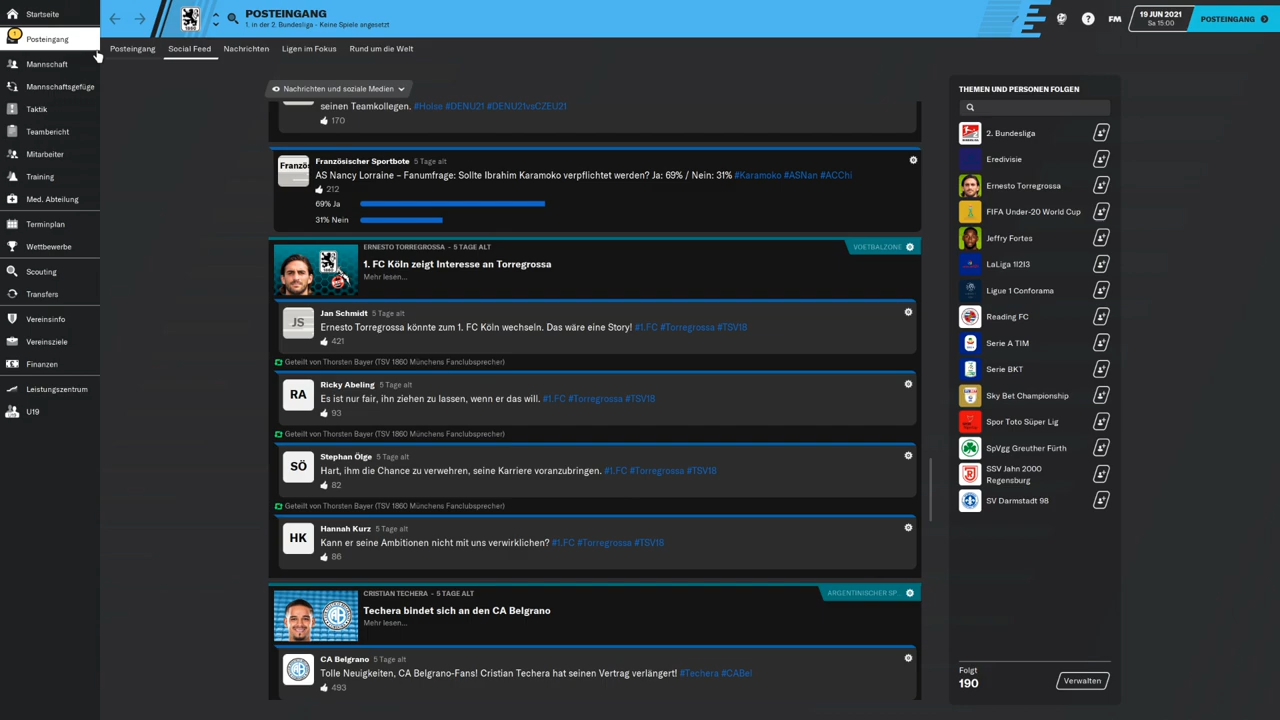 Startseite
Posteingang
Mannschaft
Mannschaftsgefüge
Taktik
Teambericht
Mitarbeiter
Training
Med. Abteilung
Terminplan
Wettbewerbe
Scouting
Transfers
Vereinsinfo
Vereinsziele
Finanzen
Leistungszentrum
U19
POSTEINGANG
1. in der 2. Bundesliga - Keine Spiele angesetzt
FM
19 JUN 2021
Sa 15:00
POSTEINGANG
Posteingang
Social Feed
Nachrichten
Ligen im Fokus
Rund um die Welt
Nachrichten und soziale Medien
seinen Teamkollegen. #Holse #DENU21 #DENU21vsCZEU21
170
Franzö
Französischer Sportbote 5 Tage alt
AS Nancy Lorraine – Fanumfrage: Sollte Ibrahim Karamoko verpflichtet werden? Ja: 69% / Nein: 31% #Karamoko #ASNan #ACChi
212
69% Ja
31% Nein
ERNESTO TORREGROSSA - 5 TAGE ALT
VOETBALZONE
1. FC Köln zeigt Interesse an Torregrossa
Mehr lesen...
JS
Jan Schmidt 5 Tage alt
Ernesto Torregrossa könnte zum 1. FC Köln wechseln. Das wäre eine Story! #1.FC #Torregrossa #TSV18
421
Geteilt von Thorsten Bayer (TSV 1860 Münchens Fanclubsprecher)
RA
Ricky Abeling 5 Tage alt
Es ist nur fair, ihn ziehen zu lassen, wenn er das will. #1.FC #Torregrossa #TSV18
93
Geteilt von Thorsten Bayer (TSV 1860 Münchens Fanclubsprecher)
SÖ
Stephan Ölge 5 Tage alt
Hart, ihm die Chance zu verwehren, seine Karriere voranzubringen. #1.FC #Torregrossa #TSV18
82
Geteilt von Thorsten Bayer (TSV 1860 Münchens Fanclubsprecher)
HK
Hannah Kurz 5 Tage alt
Kann er seine Ambitionen nicht mit uns verwirklichen? #1.FC #Torregrossa #TSV18
86
CRISTIAN TECHERA - 5 TAGE ALT
ARGENTINISCHER SP...
Techera bindet sich an den CA Belgrano
Mehr lesen...
CA Belgrano 5 Tage alt
Tolle Neuigkeiten, CA Belgrano-Fans! Cristian Techera hat seinen Vertrag verlängert! #Techera #CABel
493
THEMEN UND PERSONEN FOLGEN
2. Bundesliga
Eredivisie
Ernesto Torregrossa
FIFA Under-20 World Cup
Jeffry Fortes
LaLiga 1|2|3
Ligue 1 Conforama
Reading FC
Serie A TIM
Serie BKT
Sky Bet Championship
Spor Toto Süper Lig
SpVgg Greuther Fürth
SSV Jahn 2000
Regensburg
SV Darmstadt 98
Folgt
190
Verwalten